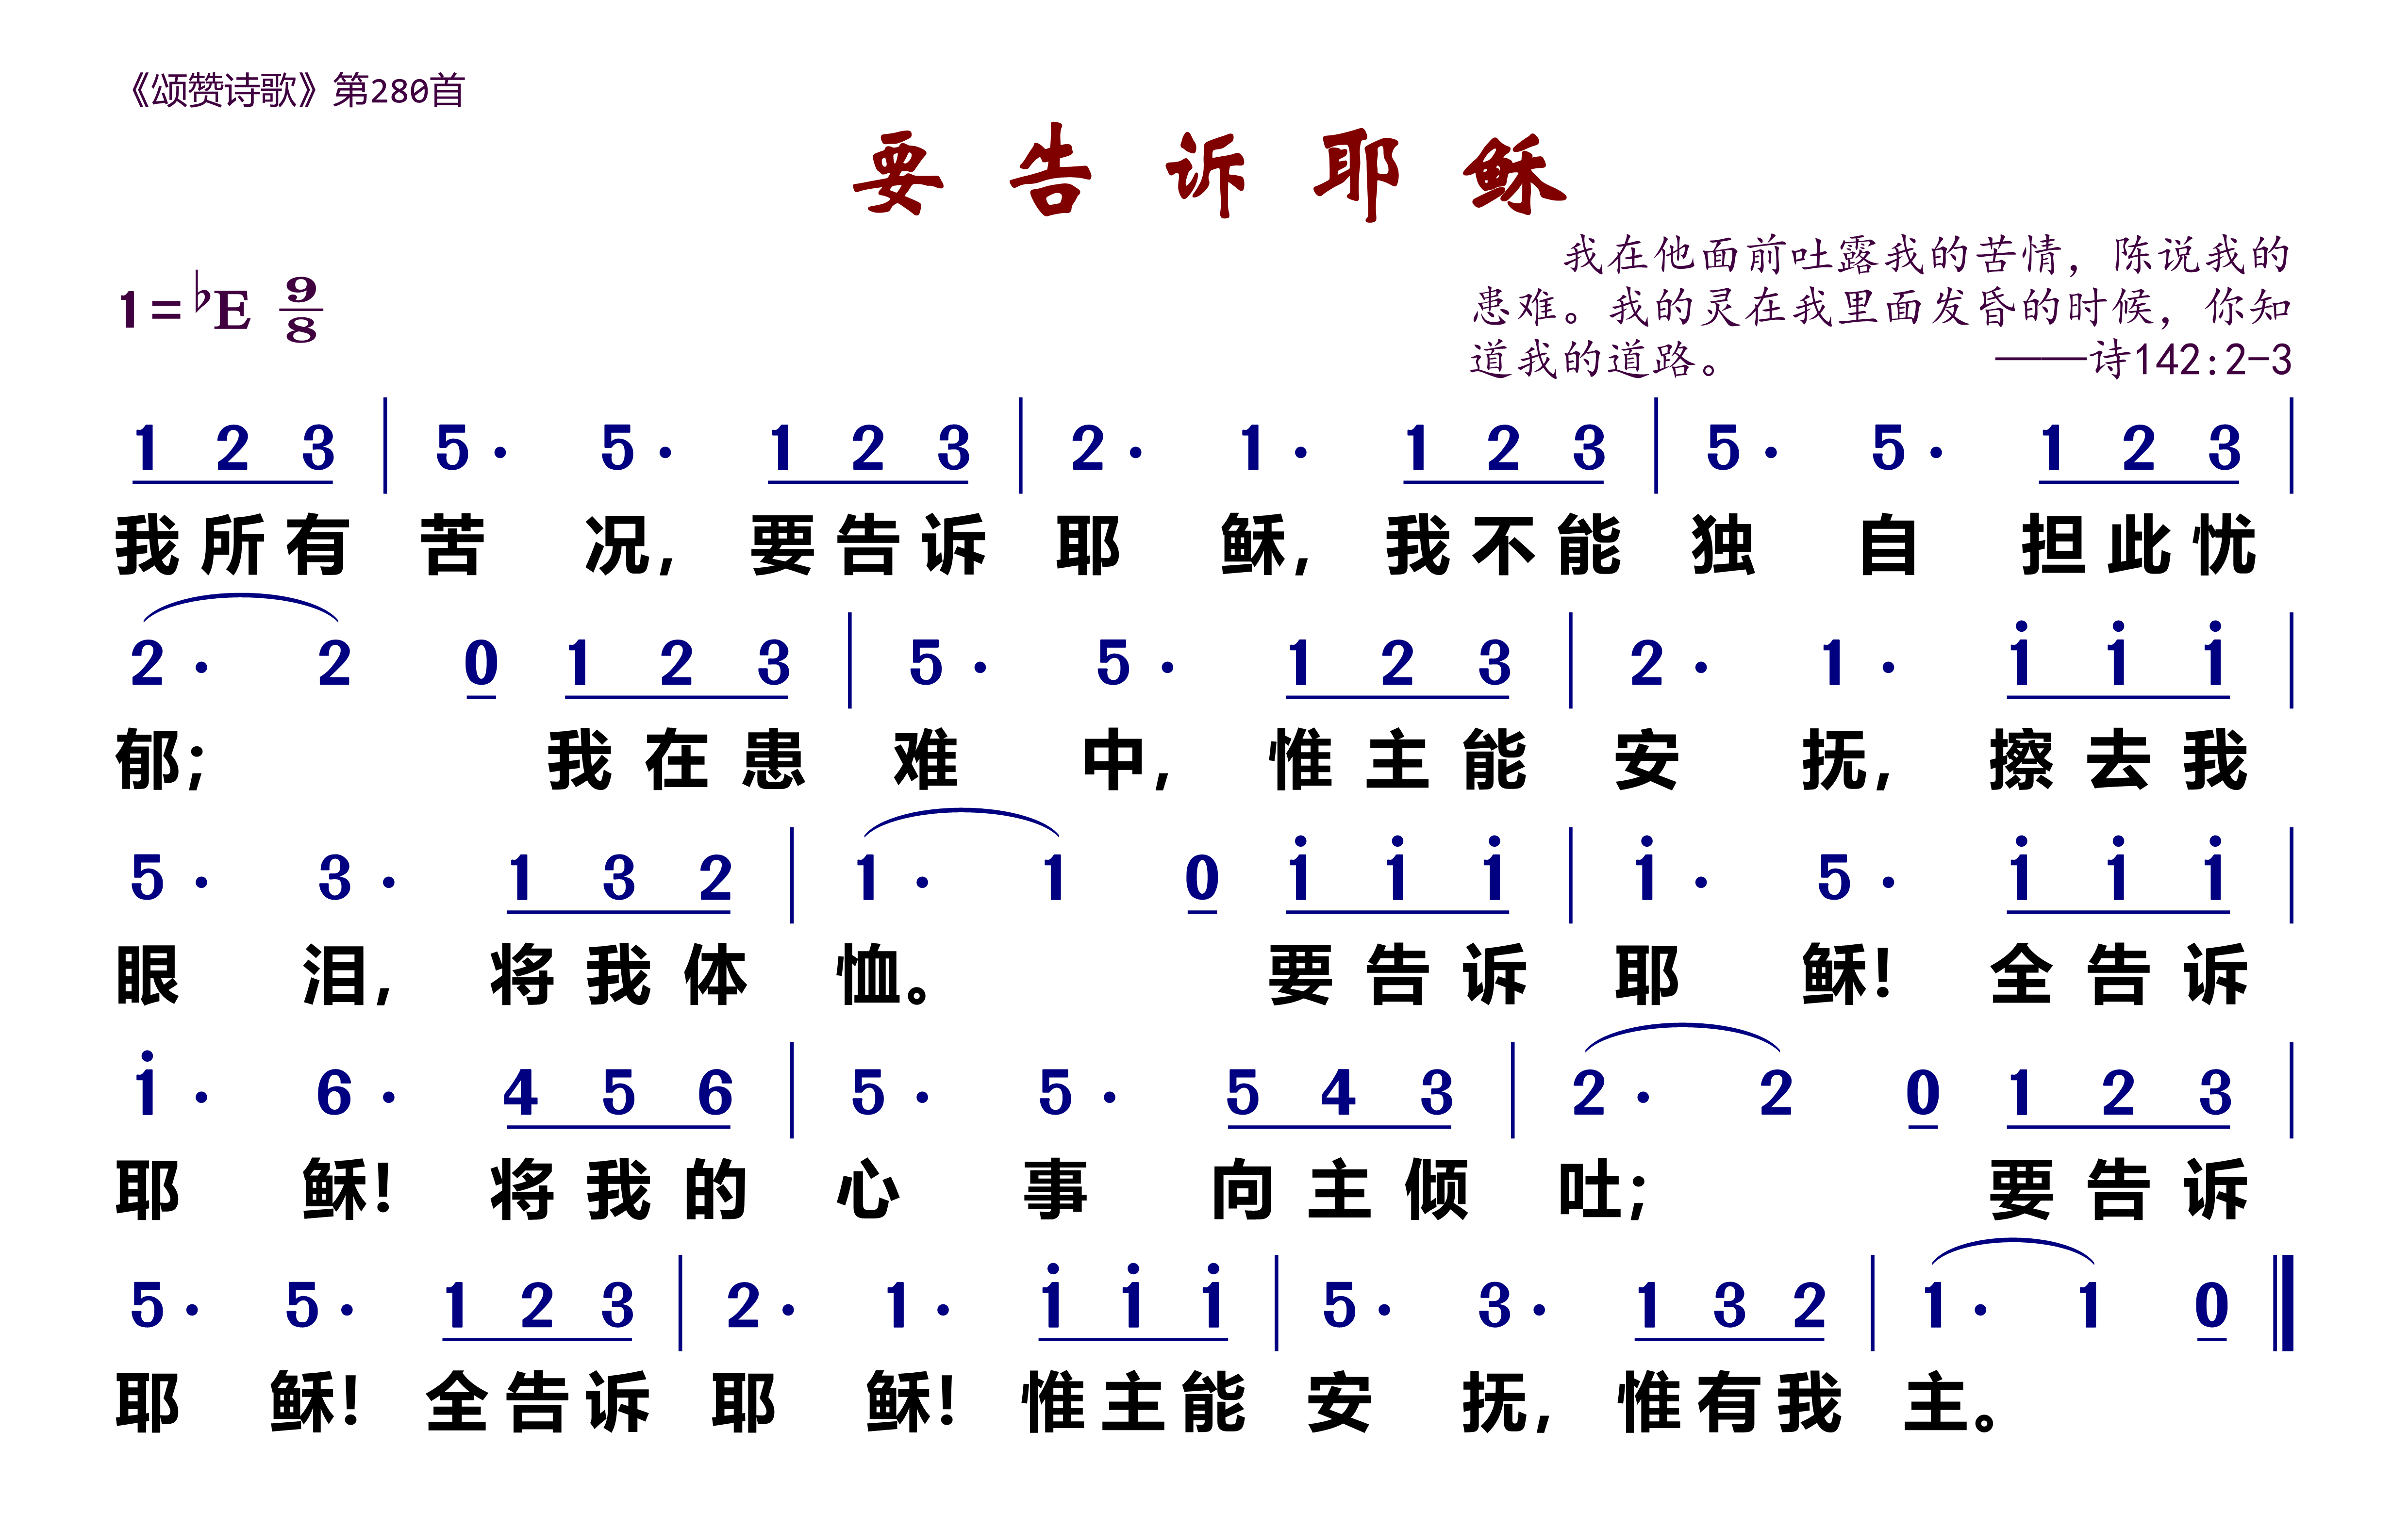 《颂赞诗歌》第280首
要告诉耶稣
我在他面前吐露我的苦情，陈说我的
患难。我的灵在我里面发昏的时候，你知
道我的道路。 ——诗142:2-3
1=♭E 9/8
1 2 3 | 5· 5· 1 2 3 | 2· 1· 1 2 3 | 5· 5· 1 2 3 |
我所有苦况，要告诉耶稣，我不能独自担此忧
2· 2 0 1 2 3 | 5· 5· 1 2 3 | 2· 1· i i i |
郁；我在患难中，惟主能安抚，擦去我
5· 3· 1 3 2 | 1· 1 0 i i i | i· 5· i i i |
眼泪，将我体恤。要告诉耶稣！全告诉
i· 6· 4 5 6 | 5· 5· 5 4 3 | 2· 2 0 1 2 3 |
耶稣！将我的心事向主倾吐；要告诉
5· 5· 1 2 3 | 2· 1· i i i | 5· 3· 1 3 2 | 1· 1 0 ‖
耶稣！全告诉耶稣！惟主能安抚，惟有我主。